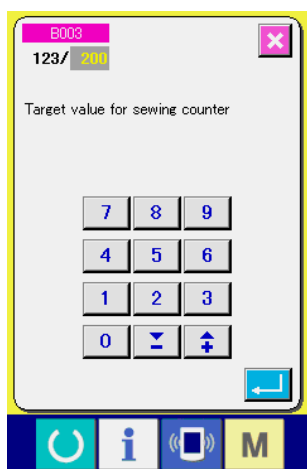 B003
123/ 200
Target value for sewing counter
7 8 9
4 5 6
1 2 3
0
i M